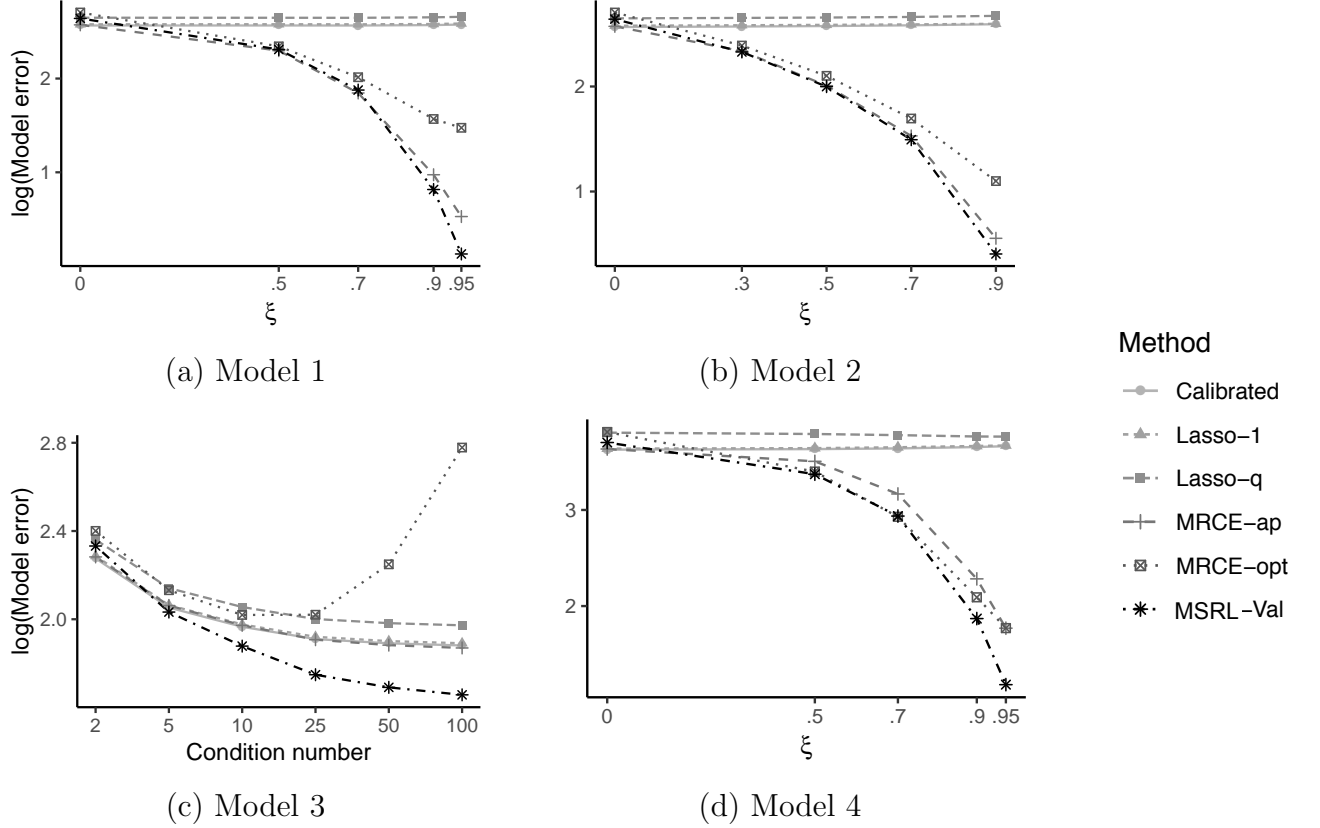 log(Model error)
2
1
0
.5
.7
.9
.95
ξ
(a) Model 1
2
1
0
.3
.5
.7
.9
ξ
(b) Model 2
Method
Calibrated
Lasso−1
Lasso−q
MRCE−ap
MRCE−opt
MSRL−Val
log(Model error)
2.8
2.4
2.0
2
5
10
25
50
100
Condition number
(c) Model 3
3
2
0
.5
.7
.9
.95
ξ
(d) Model 4